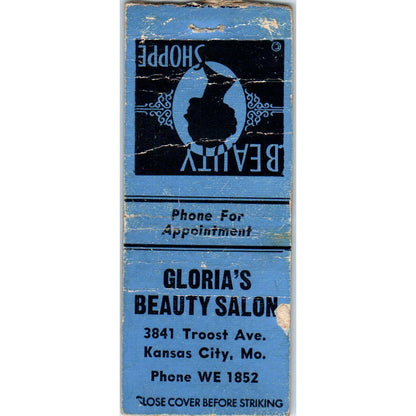 BEAUTY
SHOPPE
©
Phone For
Appointment
GLORIA'S
BEAUTY SALON
3841 Troost Ave.
Kansas City, Mo.
Phone WE 1852
CLOSE COVER BEFORE STRIKING